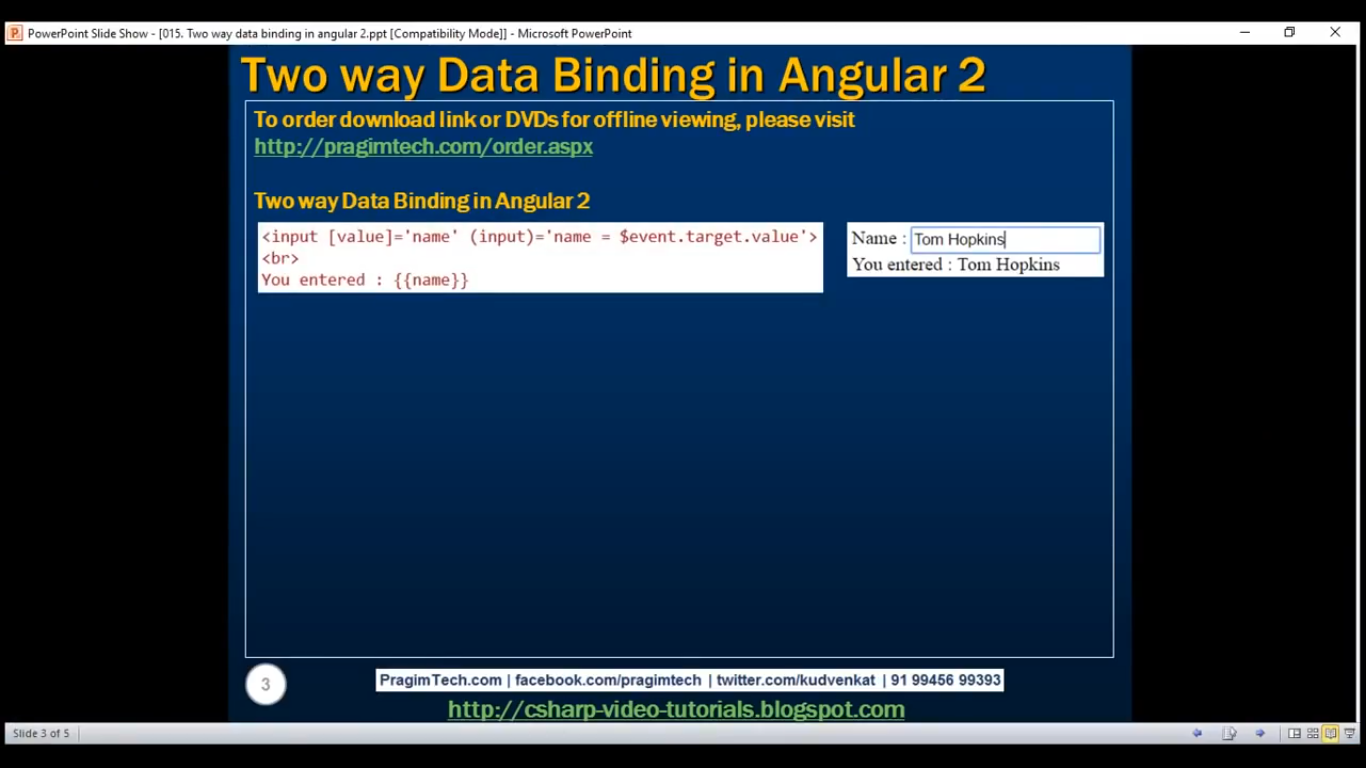 PowerPoint Slide Show - [015. Two way data binding in angular 2.ppt [Compatibility Mode]] - Microsoft PowerPoint
Two way Data Binding in Angular 2
To order download link or DVDs for offline viewing, please visit
http://pragimtech.com/order.aspx
Two way Data Binding in Angular 2
<input [value]='name' (input)='name = $event.target.value'>
<br>
You entered : {{name}}
Name : Tom Hopkins
You entered : Tom Hopkins
3
PragimTech.com | facebook.com/pragimtech | twitter.com/kudvenkat | 91 99456 99393
http://csharp-video-tutorials.blogspot.com
Slide 3 of 5